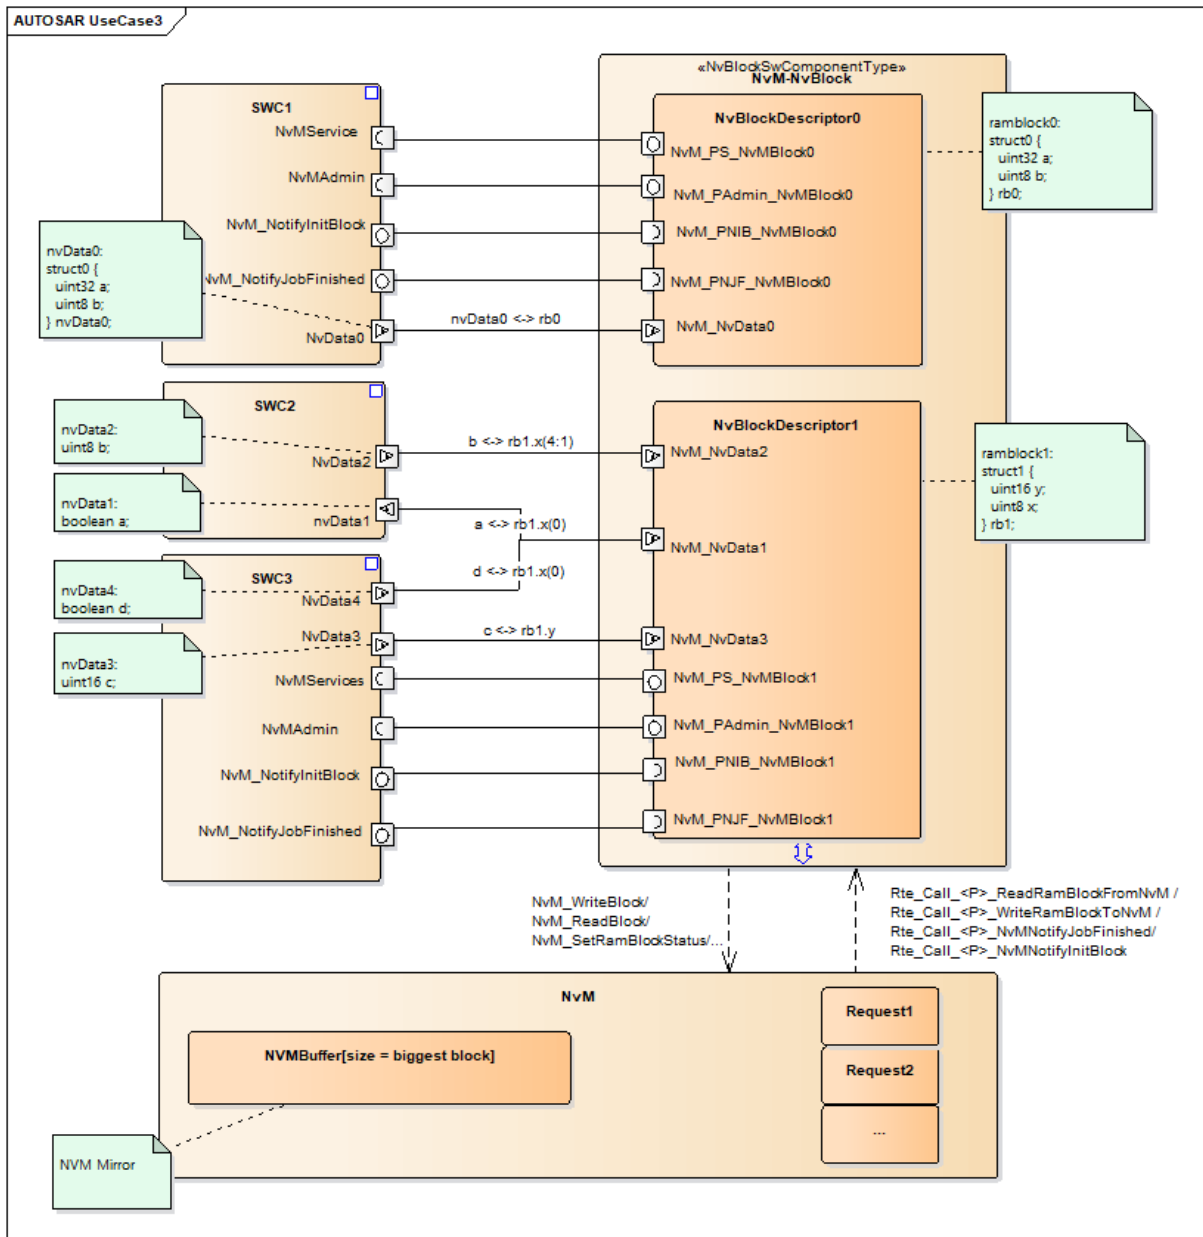 AUTOSAR UseCase3
SWC1
NvMService
NvMAdmin
NvM_NotifyInitBlock
NvM_NotifyJobFinished
NvData0
nvData0:
struct0 {
uint32 a;
uint8 b;
} nvData0;
nvData0 <-> rb0
«NvBlockSwComponentType»
NvM-NvBlock
NvBlockDescriptor0
NvM_PS_NvMBlock0
NvM_PAdmin_NvMBlock0
NvM_PNIB_NvMBlock0
NvM_PNJF_NvMBlock0
NvM_NvData0
ramblock0:
struct0 {
uint32 a;
uint8 b;
} rb0;
SWC2
NvData2
nvData1
nvData2:
uint8 b;
nvData1:
boolean a;
b <-> rb1.x(4:1)
a <-> rb1.x(0)
d <-> rb1.x(0)
c <-> rb1.y
NvBlockDescriptor1
NvM_NvData2
NvM_NvData1
NvM_NvData3
NvM_PS_NvMBlock1
NvM_PAdmin_NvMBlock1
NvM_PNIB_NvMBlock1
NvM_PNJF_NvMBlock1
ramblock1:
struct1 {
uint16 y;
uint8 x;
} rb1;
SWC3
NvData4
NvData3
NvMServices
NvMAdmin
NvM_NotifyInitBlock
NvM_NotifyJobFinished
nvData4:
boolean d;
nvData3:
uint16 c;
NvM_WriteBlock/
NvM_ReadBlock/
NvM_SetRamBlockStatus/...
Rte_Call_<P>_ReadRamBlockFromNvM /
Rte_Call_<P>_WriteRamBlockToNvM /
Rte_Call_<P>_NvMNotifyJobFinished/
Rte_Call_<P>_NvMNotifyInitBlock
NvM
NVMBuffer[size = biggest block]
Request1
Request2
...
NVM Mirror